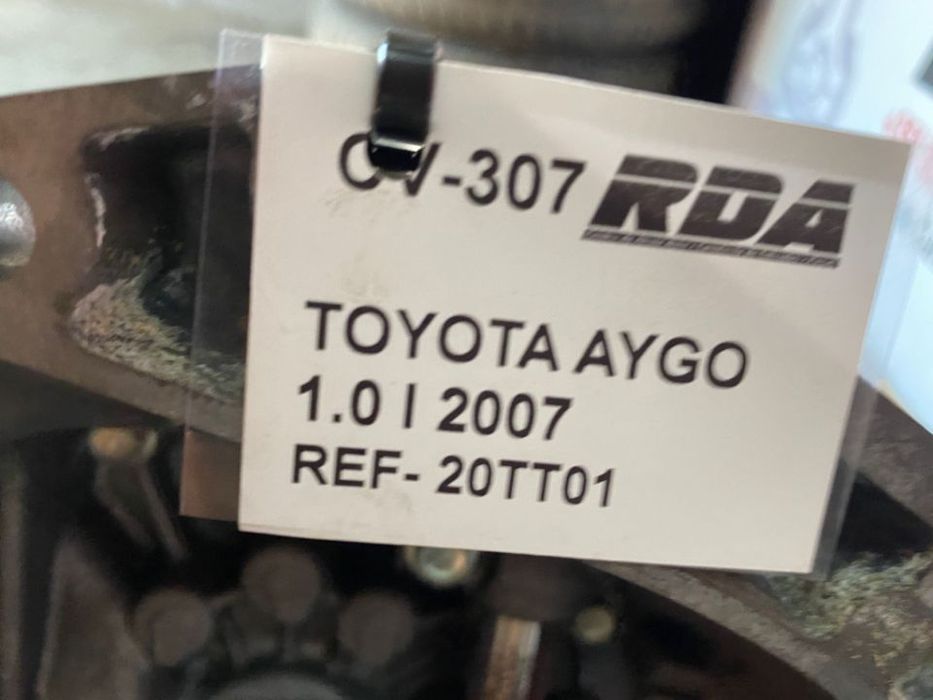 CV-307 RDA
TOYOTA AYGO
1.0 I 2007
REF- 20TT01